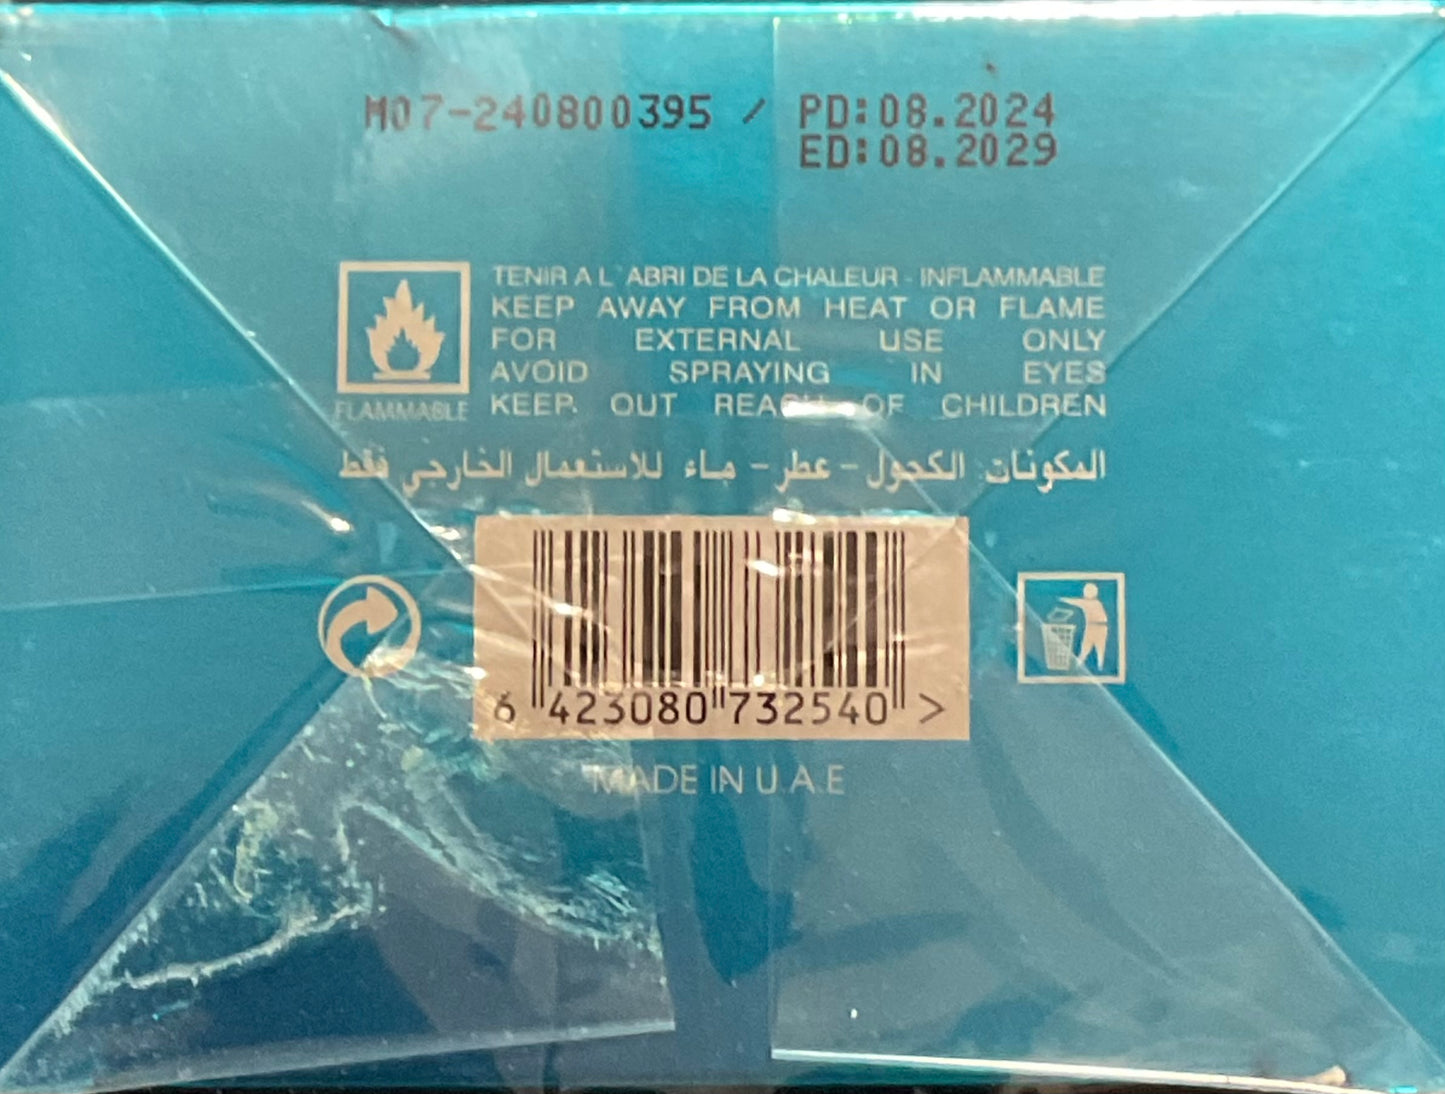 M07-240800395 / PD:08.2024
ED:08.2029
TENIR A L'ABRI DE LA CHALEUR - INFLAMMABLE
KEEP AWAY FROM HEAT OR FLAME
FOR EXTERNAL USE ONLY
AVOID SPRAYING IN EYES
KEEP OUT REACH OF CHILDREN
FLAMMABLE
المكونات: الكحول - عطر - ماء للاستعمال الخارجي فقط
6 423080 732540 >
MADE IN U.A.E